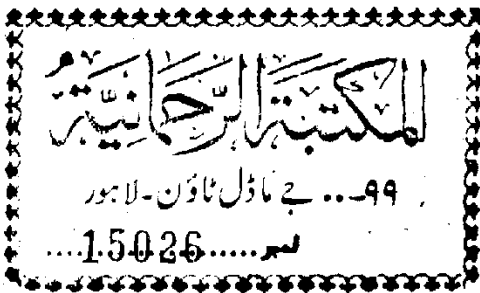 المكتبة الرحمانية
۹۹... جے ماڈل ٹاؤن۔ لاہور
نمبر.....15026....